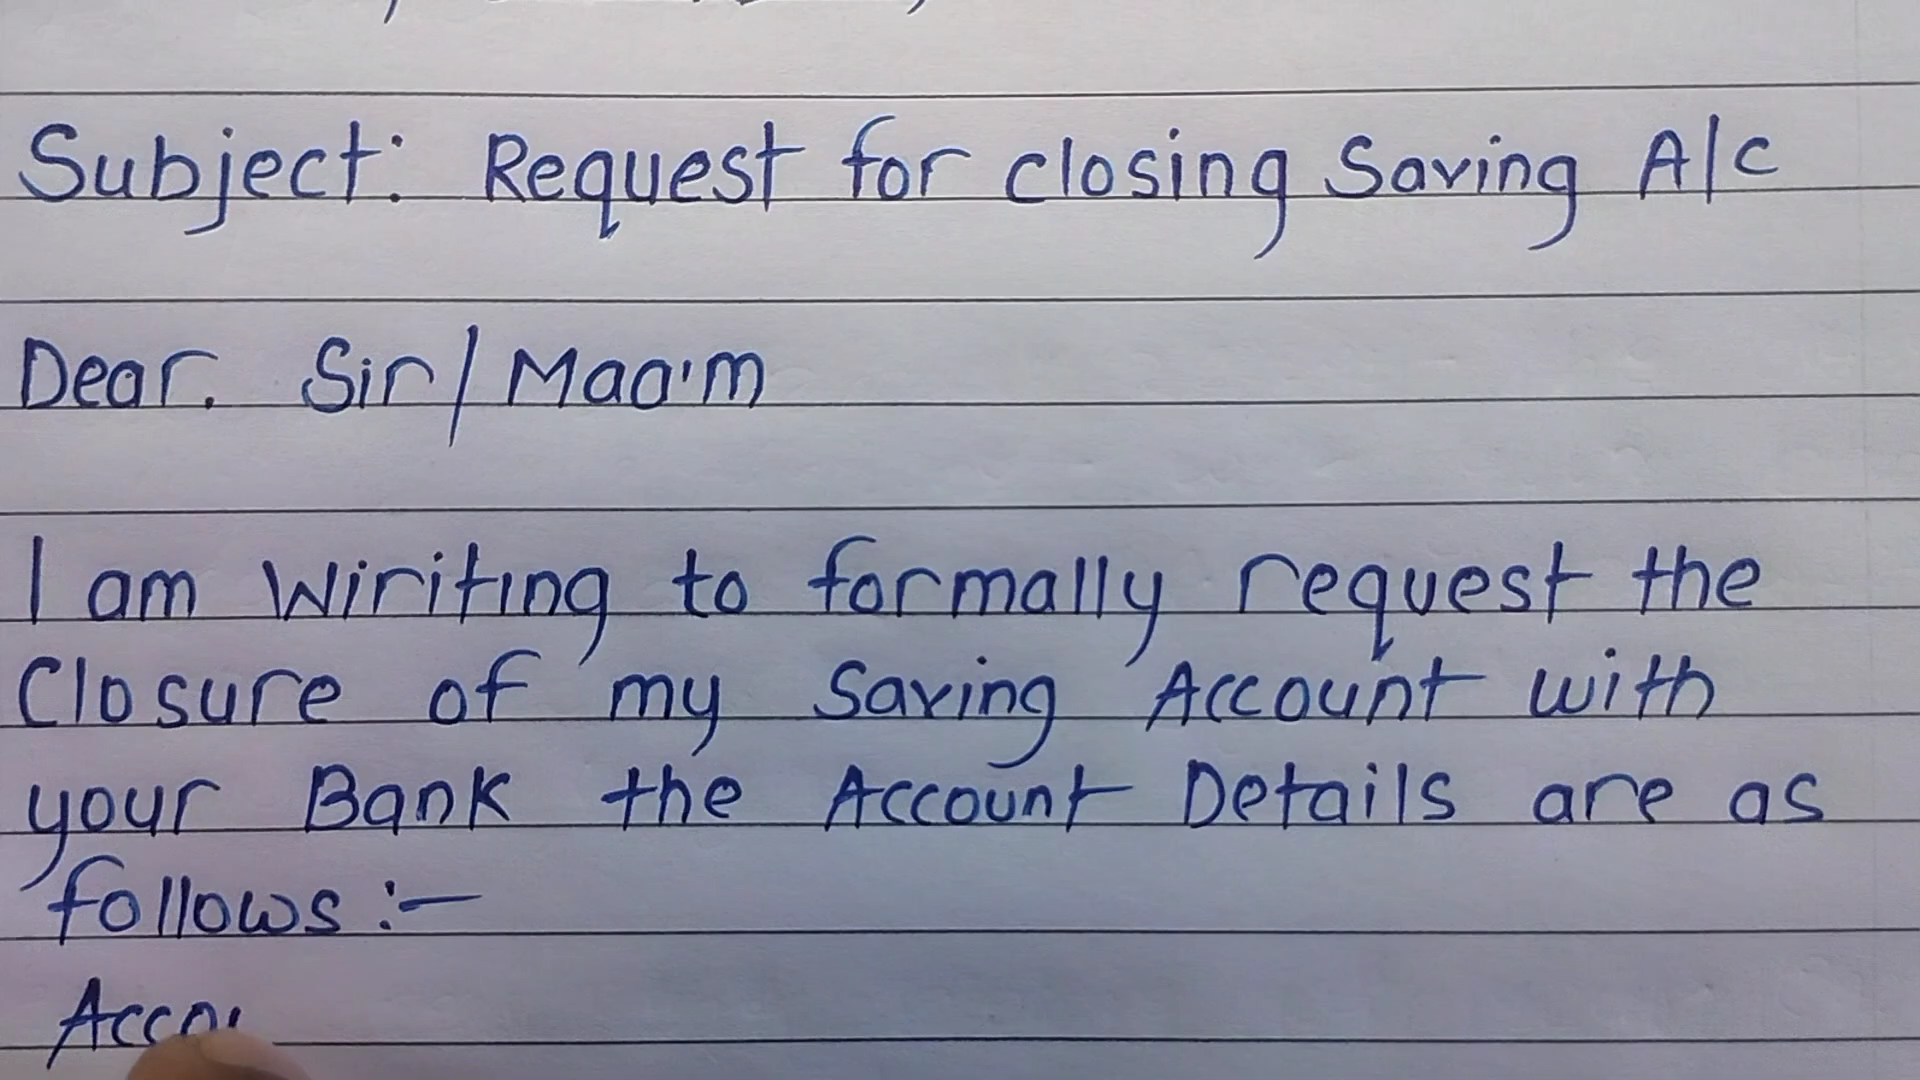 Subject: Request for closing Saving A/c
Dear. Sir/Maa'm
I am Wiriting to formally request the
Closure of my Saving Account with
your Bank the Account Details are as
follows :-